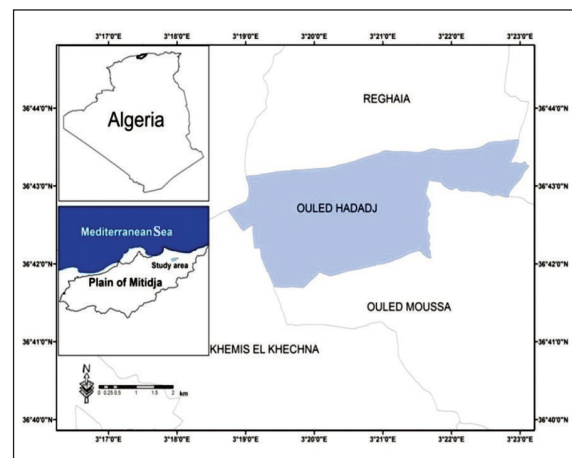 3°17'0"E 3°18'0"E 3°19'0"E 3°20'0"E 3°21'0"E 3°22'0"E 3°23'0"E
Algeria
Mediterranean Sea
Study area
Plain of Mitidja
36°44'0"N
36°43'0"N
36°42'0"N
36°41'0"N
36°40'0"N
REGHAIA
OULED HADADJ
OULED MOUSSA
KHEMIS EL KHECHNA
36°44'0"N
36°43'0"N
36°42'0"N
36°41'0"N
36°40'0"N
N
0 0.25 0.5 1 1.5 2
km
3°17'0"E 3°18'0"E 3°19'0"E 3°20'0"E 3°21'0"E 3°22'0"E 3°23'0"E